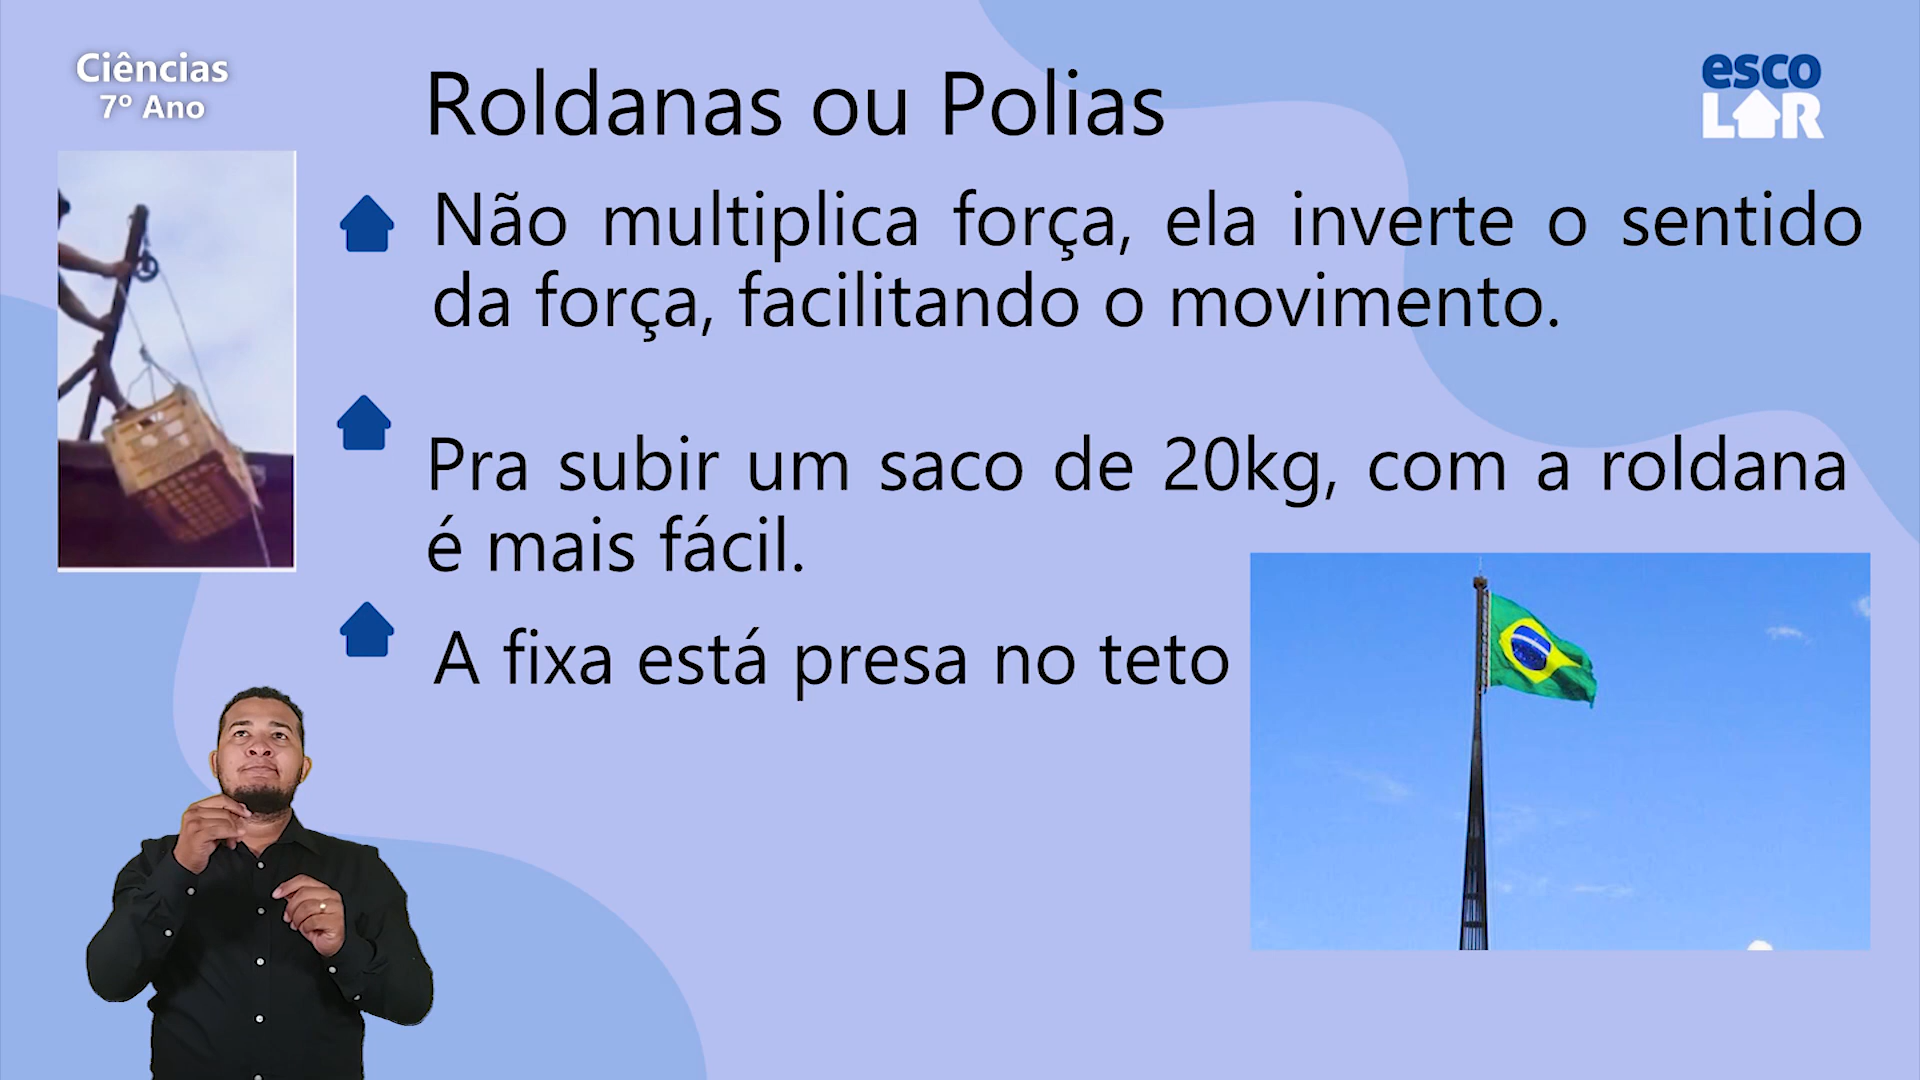 Ciências
7º Ano
Roldanas ou Polias
esco
LAR
Não multiplica força, ela inverte o sentido
da força, facilitando o movimento.
Pra subir um saco de 20kg, com a roldana
é mais fácil.
A fixa está presa no teto